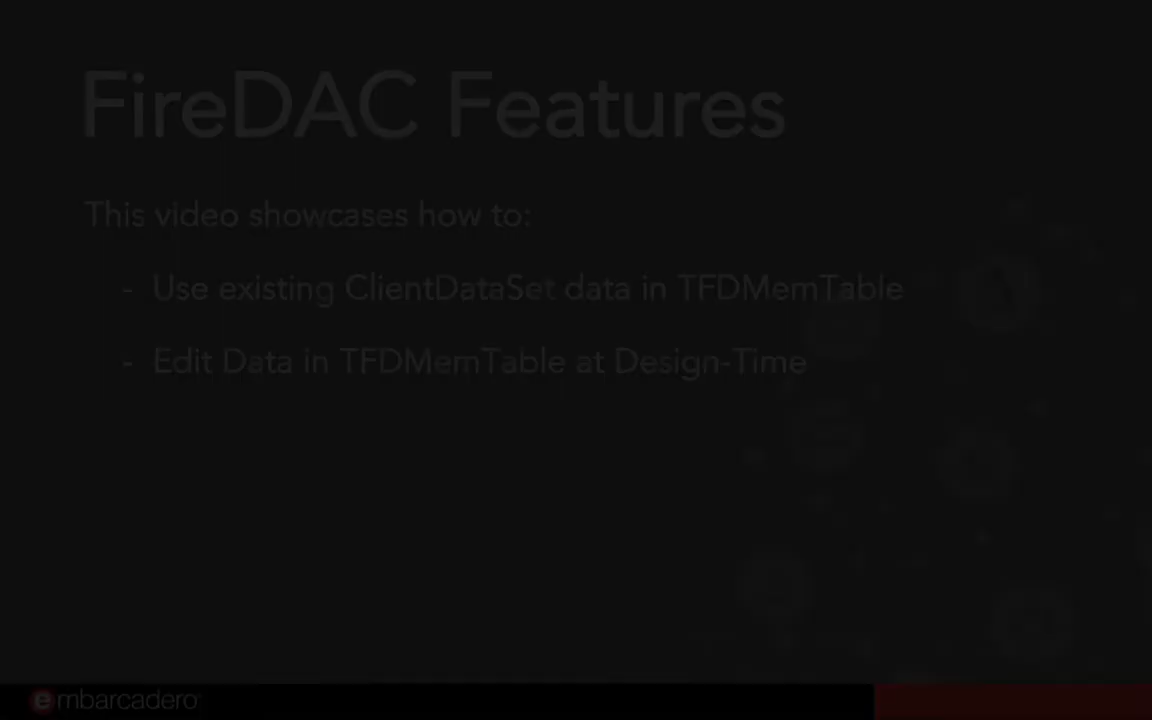 FireDAC Features
This video showcases how to:
- Use existing ClientDataSet data in TFDMemTable
- Edit Data in TFDMemTable at Design-Time
embarcadero